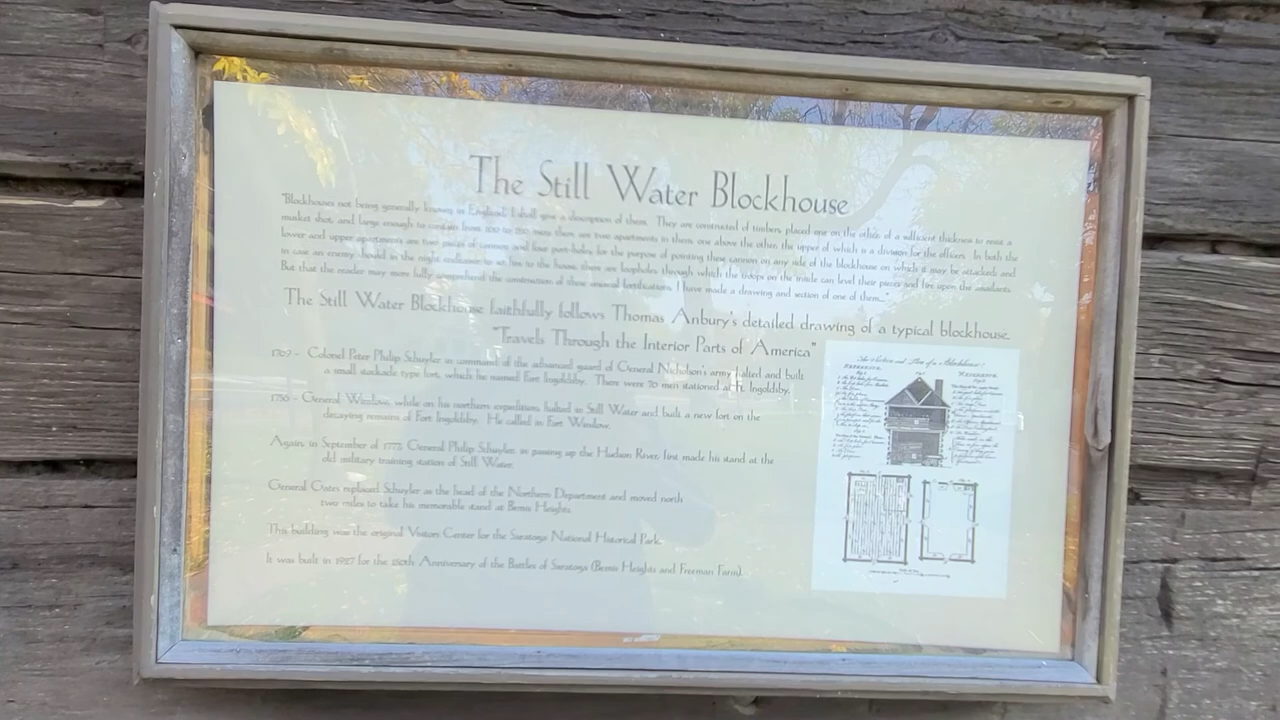 The Still Water Blockhouse
"Blockhouses not being generally known in England, I shall give a description of them. They are constructed of timbers, placed one on the other, of a sufficient thickness to resist a
musket shot, and large enough to contain from 100 to men; there are two apartments in them, one above the other, the upper of which is a division for the officers. In both the
lower and upper apartments are two pieces of cannon, and four port-holes, for the purpose of pointing these cannon on any side of the blockhouse on which it may be attacked; and
in case an enemy should in the night endeavor to set fire to the house, there are loopholes, through which the troops on the inside can level their pieces and fire upon the assailants.
But that the reader may more fully comprehend the construction of these unusual fortifications, I have made a drawing and section of one of them..."
The Still Water Blockhouse faithfully follows Thomas Anbury's detailed drawing of a typical blockhouse.
"Travels Through the Interior Parts of America"
1709 - Colonel Peter Philip Schuyler in command of the advanced guard of General Nicholson's army halted and built
a small stockade type fort, which he named Fort Ingoldsby. There were 70 men stationed at Ft. Ingoldsby.
1756 - General Winslow, while on his northern expedition, halted in Still Water and built a new fort on the
decaying remains of Fort Ingoldsby. He called in Fort Winslow.
Again, in September of 1777, General Philip Schuyler, in passing up the Hudson River, first made his stand at the
old military training station of Still Water.
General Gates replaced Schuyler as the head of the Northern Department and moved north
two miles to take his memorable stand at Bemis Heights.
This building was the original Visitors Center for the Saratoga National Historical Park.
It was built in 1927 for the 150th Anniversary of the Battles of Saratoga (Bemis Heights and Freeman Farm).
Section and Plan of a Blockhouse
REFERENCE
REFERENCE